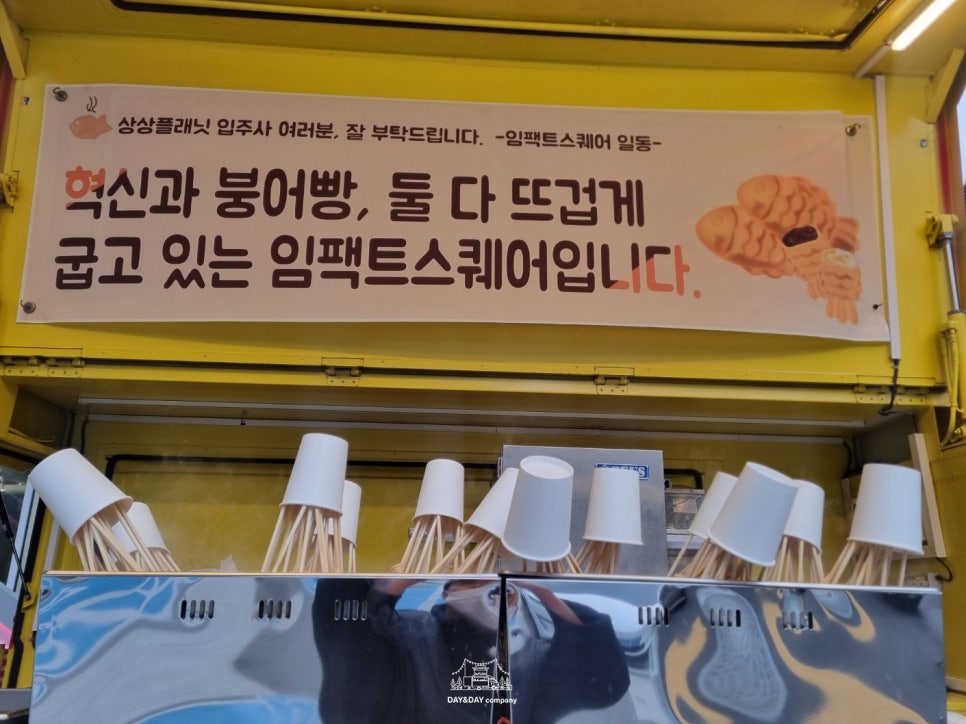 상상플래닛 입주사 여러분, 잘 부탁드립니다. -임팩트스퀘어 일동-
혁신과 붕어빵, 둘 다 뜨겁게
굽고 있는 임팩트스퀘어입니다.
DAY&DAY company